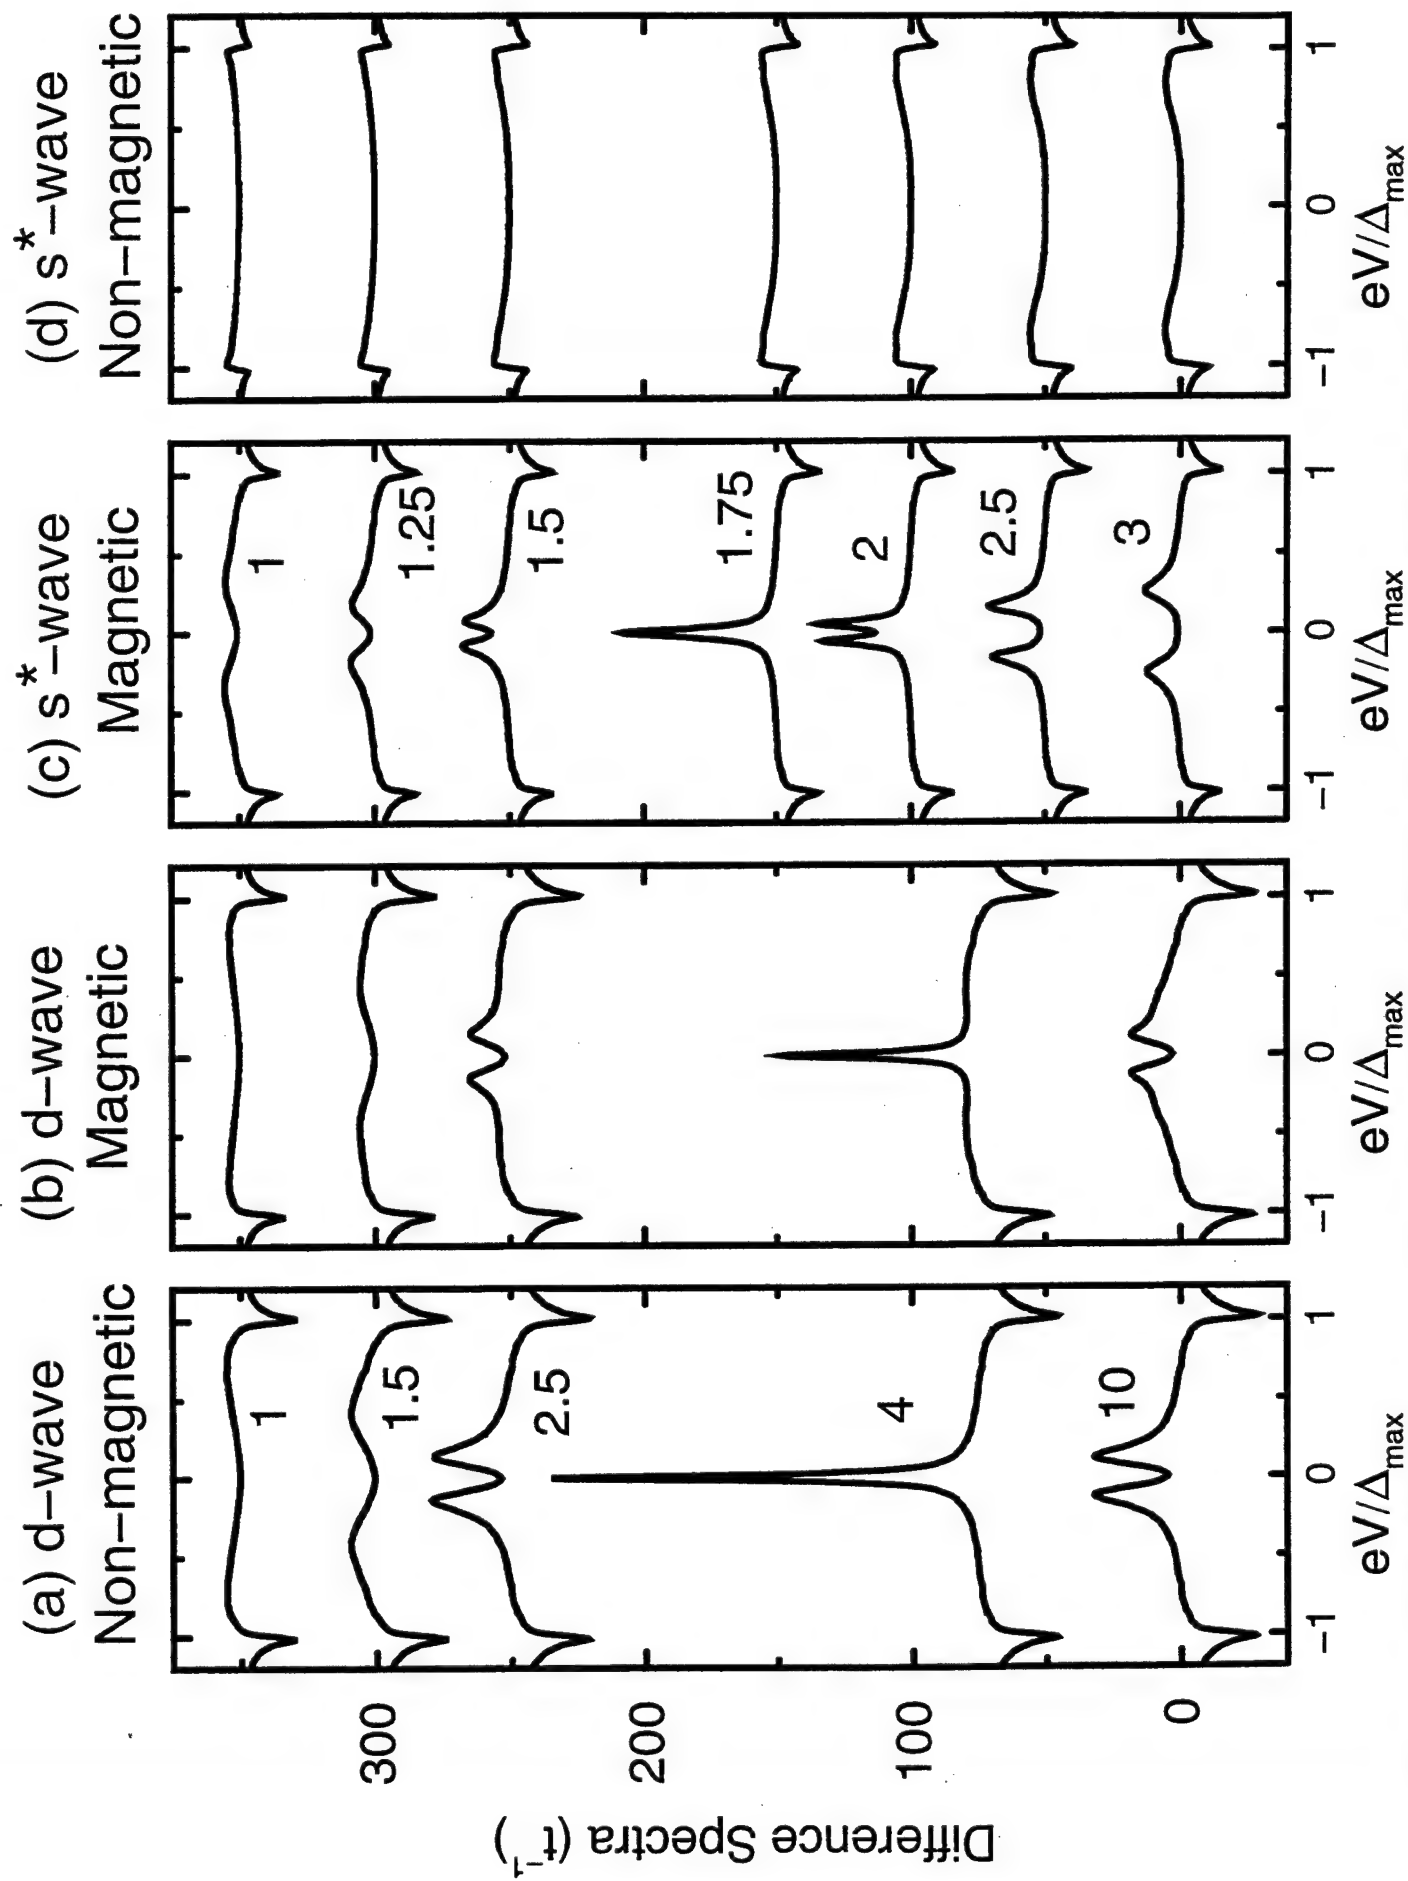 (a) d−wave
Non−magnetic
(b) d−wave
Magnetic
(c) s*−wave
Magnetic
(d) s*−wave
Non−magnetic
Difference Spectra (t⁻¹)
300
200
100
0
1
1.5
2.5
4
10
1
1.25
1.5
1.75
2
2.5
3
−1 0 1
−1 0 1
−1 0 1
−1 0 1
eV/Δmax
eV/Δmax
eV/Δmax
eV/Δmax